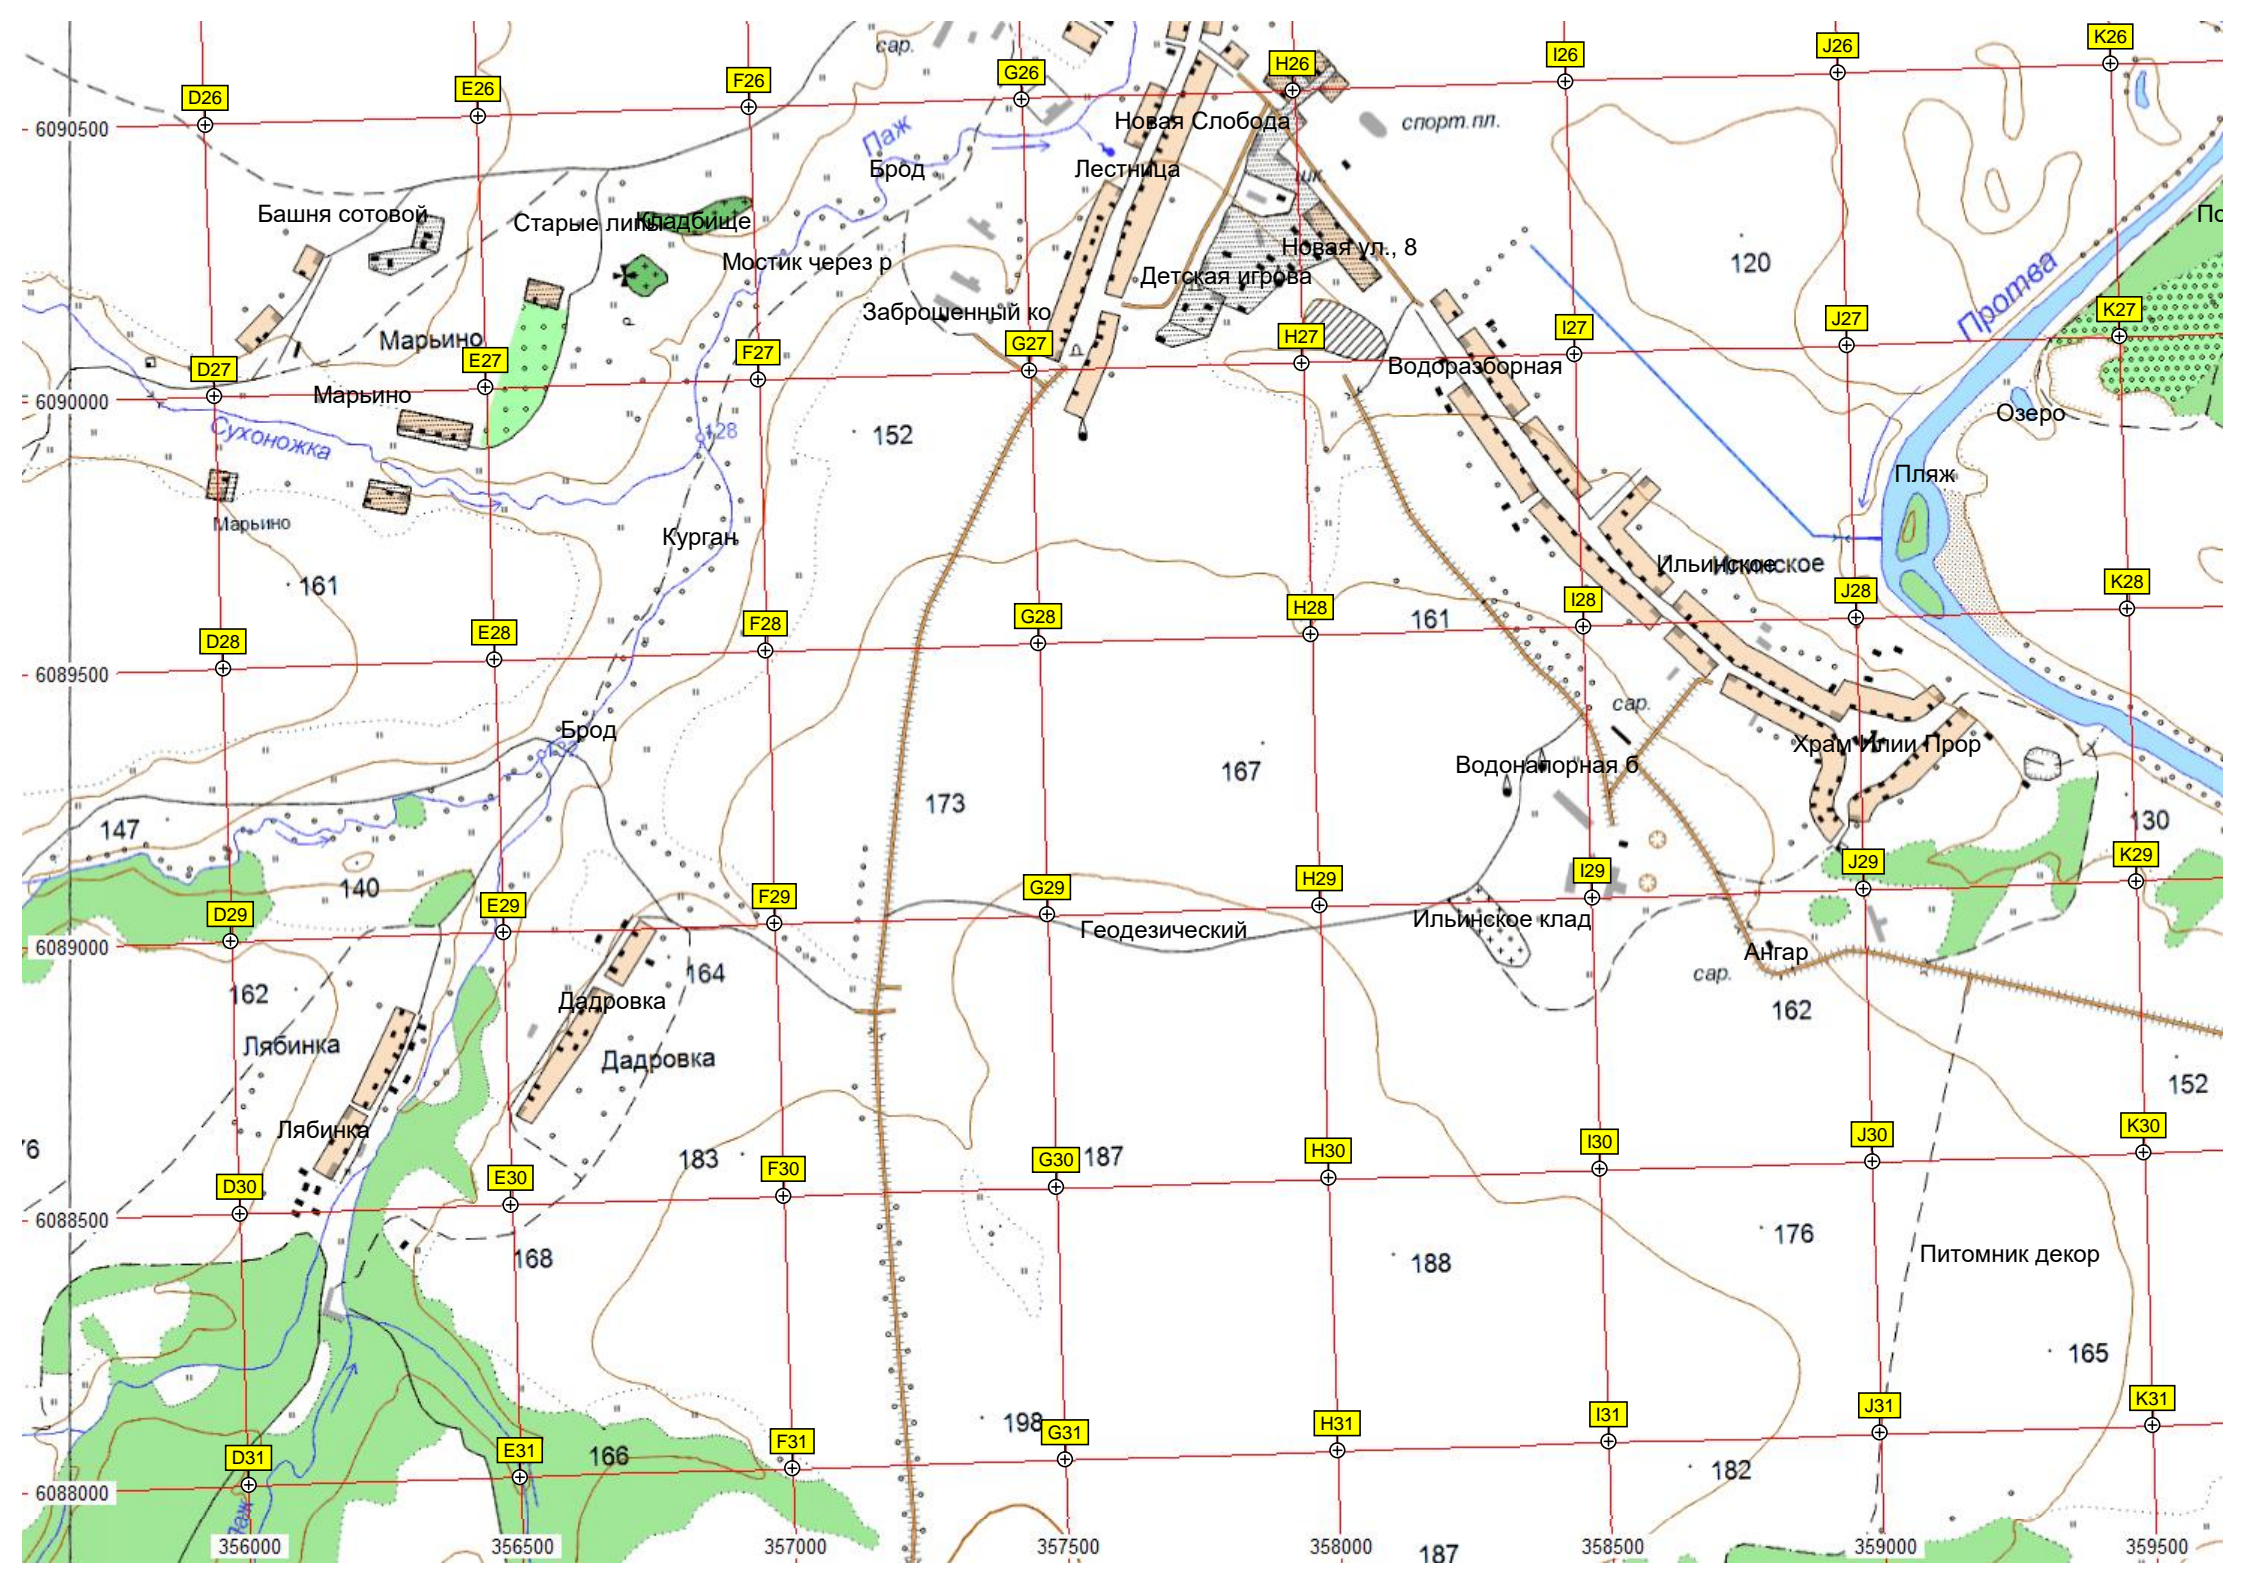 сар.
K26
J26
I26
H26
G26
F26
E26
D26
6090500
Паж
Новая Слобода
спорт.пл.
Брод
Лестница
Башня сотовой
Старые липы
Кладбище
Мостик через р
Новая ул., 8
120
Детская игрова
Протва
Заброшенный ко
Марьино
K27
J27
I27
H27
G27
F27
E27
D27
Водоразборная
Марьино
6090000
Озеро
Сухоножка
128
152
Пляж
Марьино
Курган
Ильинское
Ильинское
161
K28
J28
I28
H28
G28
F28
E28
D28
161
6089500
сар.
Брод
132
Храм Илии Прор
Водонапорная б
167
173
147
130
140
K29
J29
I29
H29
G29
F29
E29
D29
Ильинское клад
Геодезический
6089000
Ангар
сар.
164
162
Дадровка
162
Лябинка
Дадровка
152
Лябинка
187
183
K30
J30
I30
H30
G30
F30
E30
D30
6088500
176
168
188
Питомник декор
165
198
K31
J31
I31
H31
G31
F31
E31
D31
166
182
6088000
Паж
356000
356500
357000
357500
358000
358500
359000
359500
187